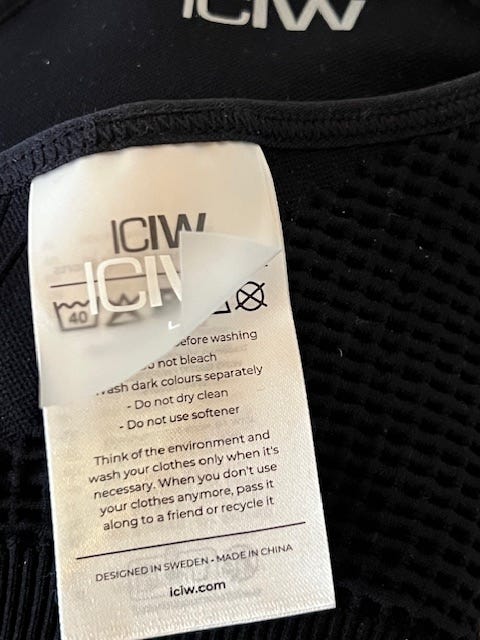 ICIW
ICIW
ICIW
40
before washing
not bleach
Wash dark colours separately
- Do not dry clean
- Do not use softener
Think of the environment and
wash your clothes only when it's
necessary. When you don't use
your clothes anymore, pass it
along to a friend or recycle it
DESIGNED IN SWEDEN - MADE IN CHINA
iciw.com